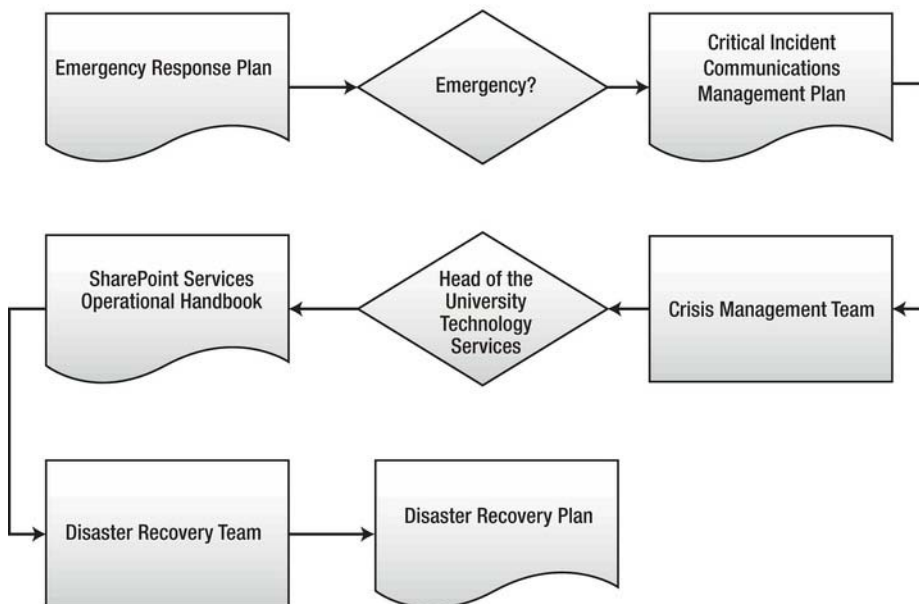 Emergency Response Plan
Emergency?
Critical Incident
Communications
Management Plan
SharePoint Services
Operational Handbook
Head of the
University
Technology
Services
Crisis Management Team
Disaster Recovery Team
Disaster Recovery Plan